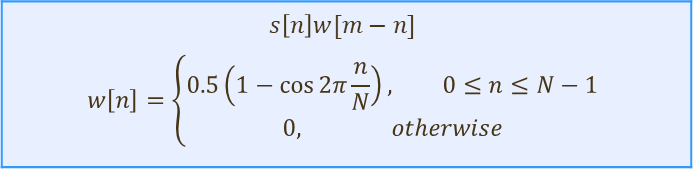 s[n]w[m − n]
w[n] = { 0.5 (1 − cos 2π n/N), 0 ≤ n ≤ N − 1
0, otherwise